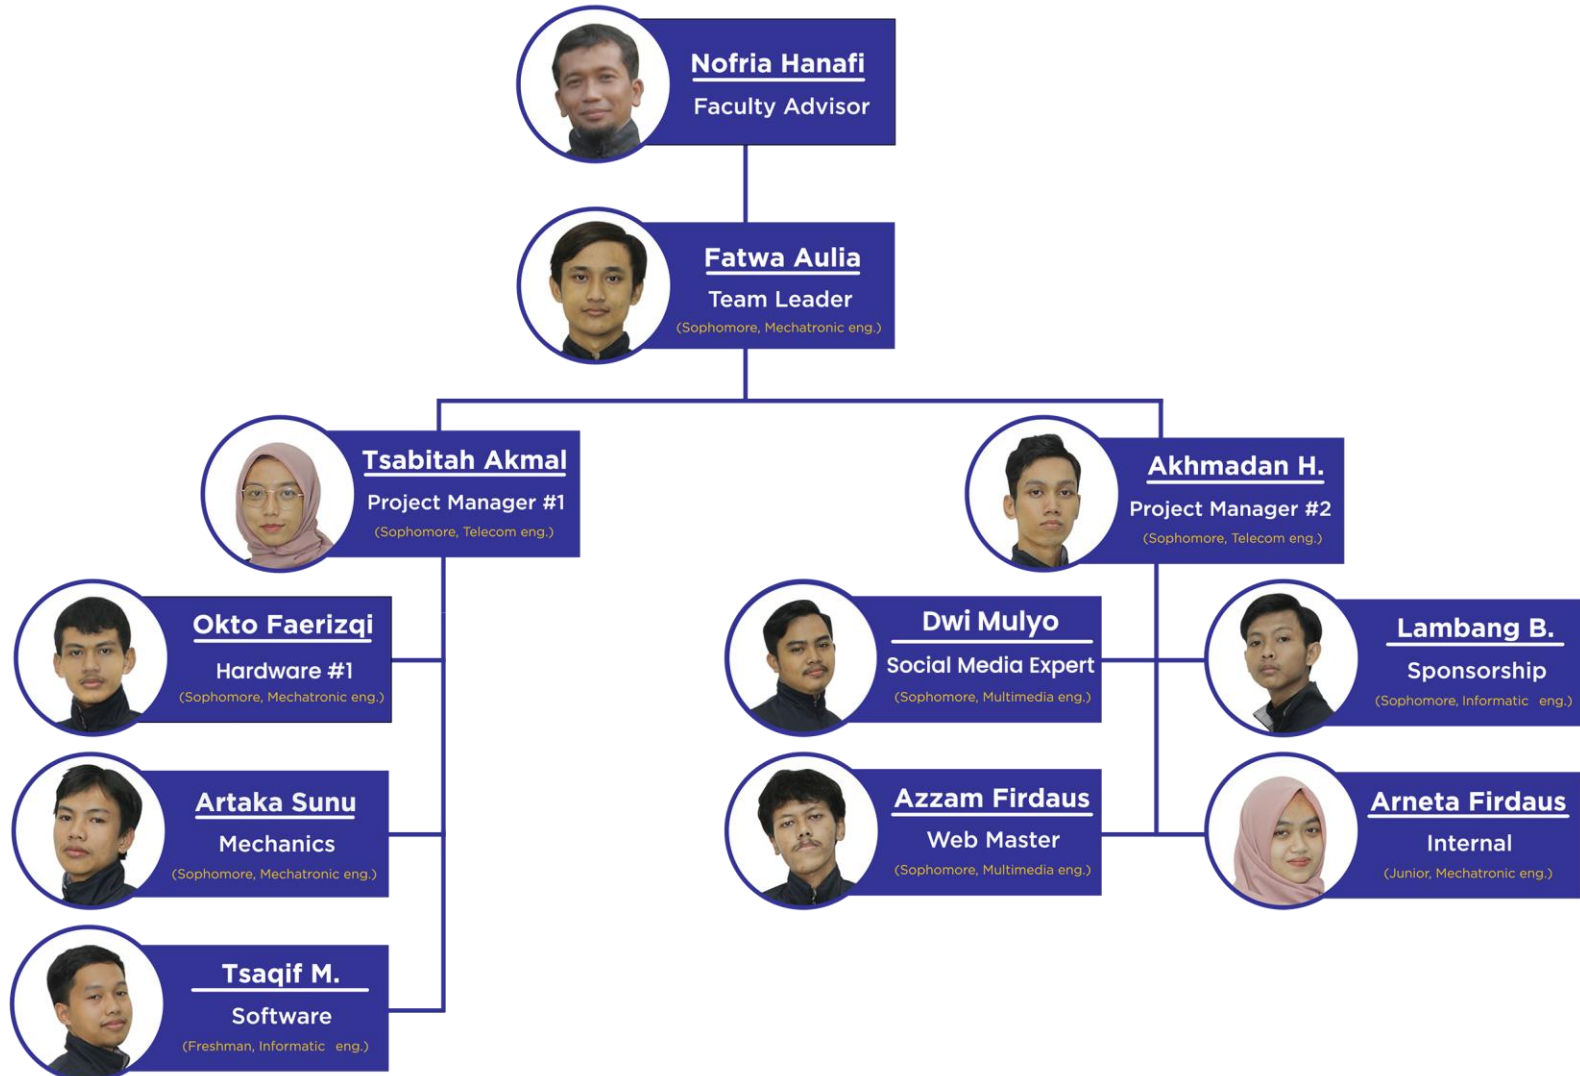 Nofria Hanafi
Faculty Advisor
Fatwa Aulia
Team Leader
(Sophomore, Mechatronic eng.)
Tsabitah Akmal
Project Manager #1
(Sophomore, Telecom eng.)
Akhmadan H.
Project Manager #2
(Sophomore, Telecom eng.)
Okto Faerizqi
Hardware #1
(Sophomore, Mechatronic eng.)
Dwi Mulyo
Social Media Expert
(Sophomore, Multimedia eng.)
Lambang B.
Sponsorship
(Sophomore, Informatic eng.)
Artaka Sunu
Mechanics
(Sophomore, Mechatronic eng.)
Azzam Firdaus
Web Master
(Sophomore, Multimedia eng.)
Arneta Firdaus
Internal
(Junior, Mechatronic eng.)
Tsaqif M.
Software
(Freshman, Informatic eng.)